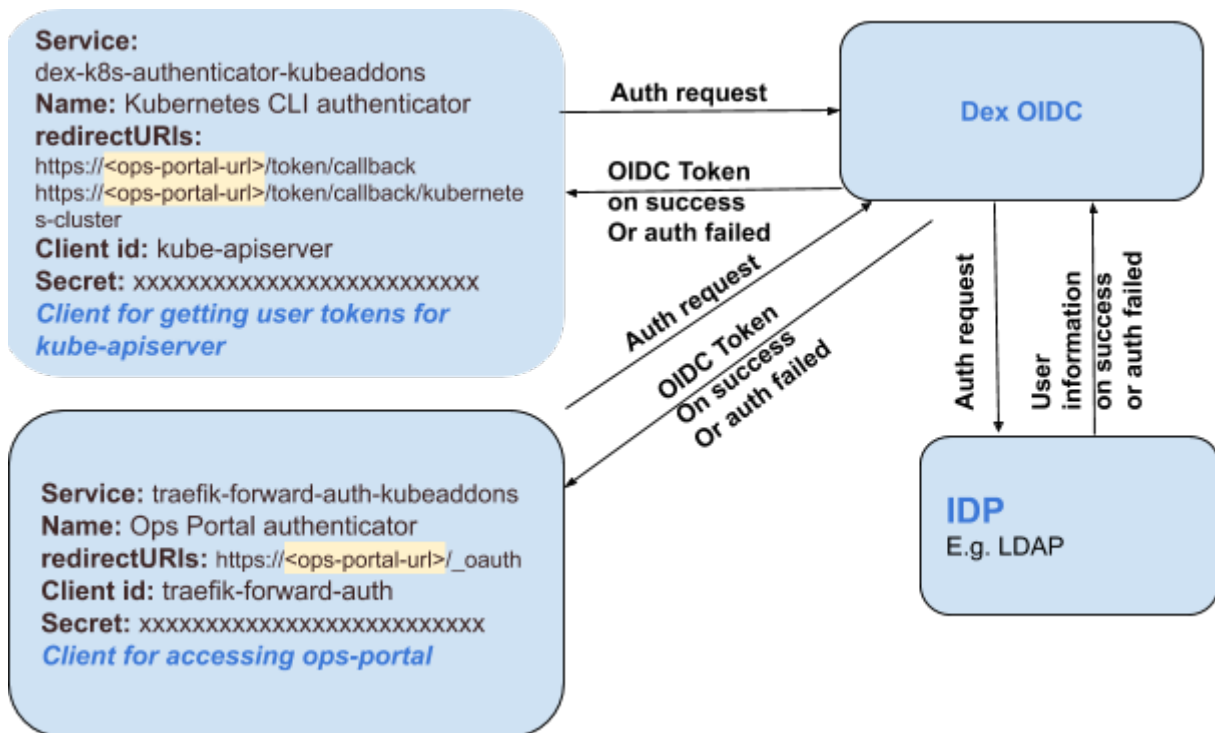 Service:
dex-k8s-authenticator-kubeaddons
Name: Kubernetes CLI authenticator
redirectURIs:
https://<ops-portal-url>/token/callback
https://<ops-portal-url>/token/callback/kubernete
s-cluster
Client id: kube-apiserver
Secret: xxxxxxxxxxxxxxxxxxxxxxxxxx
Client for getting user tokens for
kube-apiserver
Auth request
OIDC Token
on success
Or auth failed
Dex OIDC
Auth request
OIDC Token
On success
Or auth failed
Auth request
User
information
on success
or auth failed
Service: traefik-forward-auth-kubeaddons
Name: Ops Portal authenticator
redirectURIs: https://<ops-portal-url>/_oauth
Client id: traefik-forward-auth
Secret: xxxxxxxxxxxxxxxxxxxxxxxxxx
Client for accessing ops-portal
IDP
E.g. LDAP